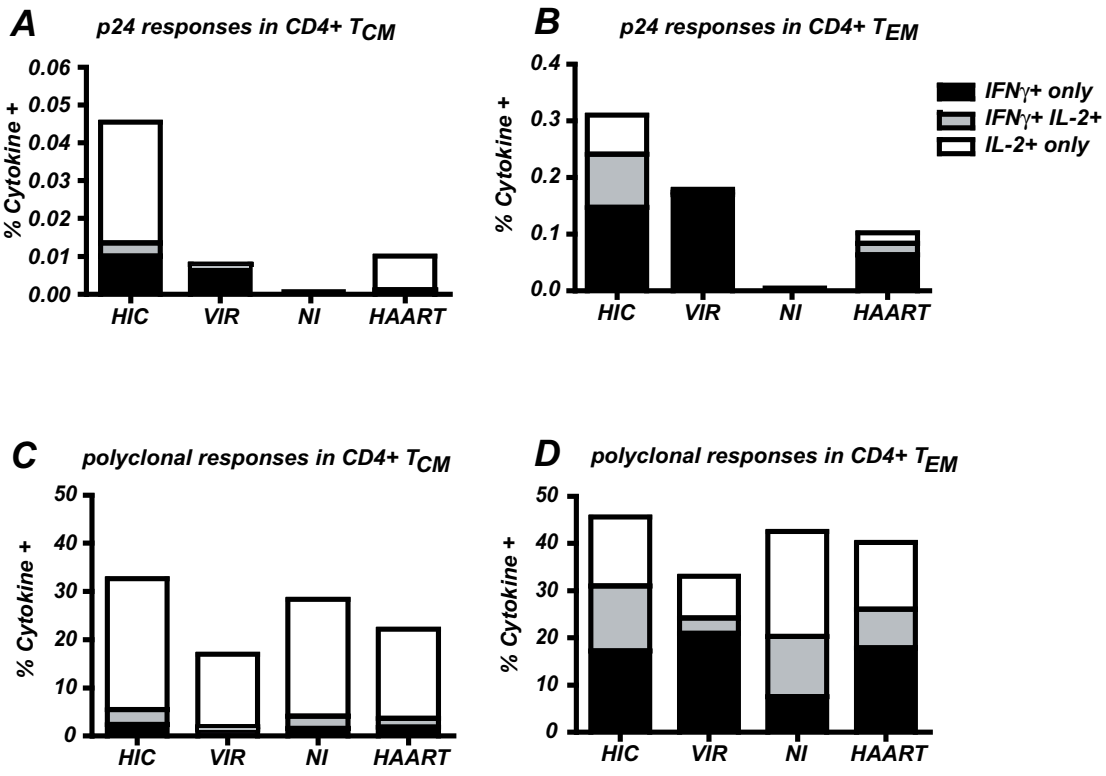 A p24 responses in CD4+ TCM
% Cytokine +
0.06
0.05
0.04
0.03
0.02
0.01
0.00
HIC VIR NI HAART
B p24 responses in CD4+ TEM
% Cytokine +
0.4
0.3
0.2
0.1
0.0
HIC VIR NI HAART
IFNγ+ only
IFNγ+ IL-2+
IL-2+ only
C polyclonal responses in CD4+ TCM
% Cytokine +
50
40
30
20
10
0
HIC VIR NI HAART
D polyclonal responses in CD4+ TEM
% Cytokine +
50
40
30
20
10
0
HIC VIR NI HAART